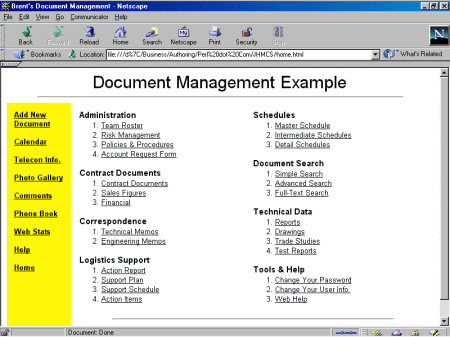 Brent's Document Management - Netscape
File Edit View Go Communicator Help
Back Forward Reload Home Search Netscape Print Security Stop
Bookmarks Location: file:///d%7C/Business/Authoring/Perl%20dot%20Com/JHMCS/home.html What's Related
Document Management Example
Add New
Document
Calendar
Telecon Info.
Photo Gallery
Comments
Phone Book
Web Stats
Help
Home
Administration
1. Team Roster
2. Risk Management
3. Policies & Procedures
4. Account Request Form
Contract Documents
1. Contract Documents
2. Sales Figures
3. Financial
Correspondence
1. Technical Memos
2. Engineering Memos
Logistics Support
1. Action Report
2. Support Plan
3. Support Schedule
4. Action Items
Schedules
1. Master Schedule
2. Intermediate Schedules
3. Detail Schedules
Document Search
1. Simple Search
2. Advanced Search
3. Full-Text Search
Technical Data
1. Reports
2. Drawings
3. Trade Studies
4. Test Reports
Tools & Help
1. Change Your Password
2. Change Your User Info.
3. Web Help
Document: Done